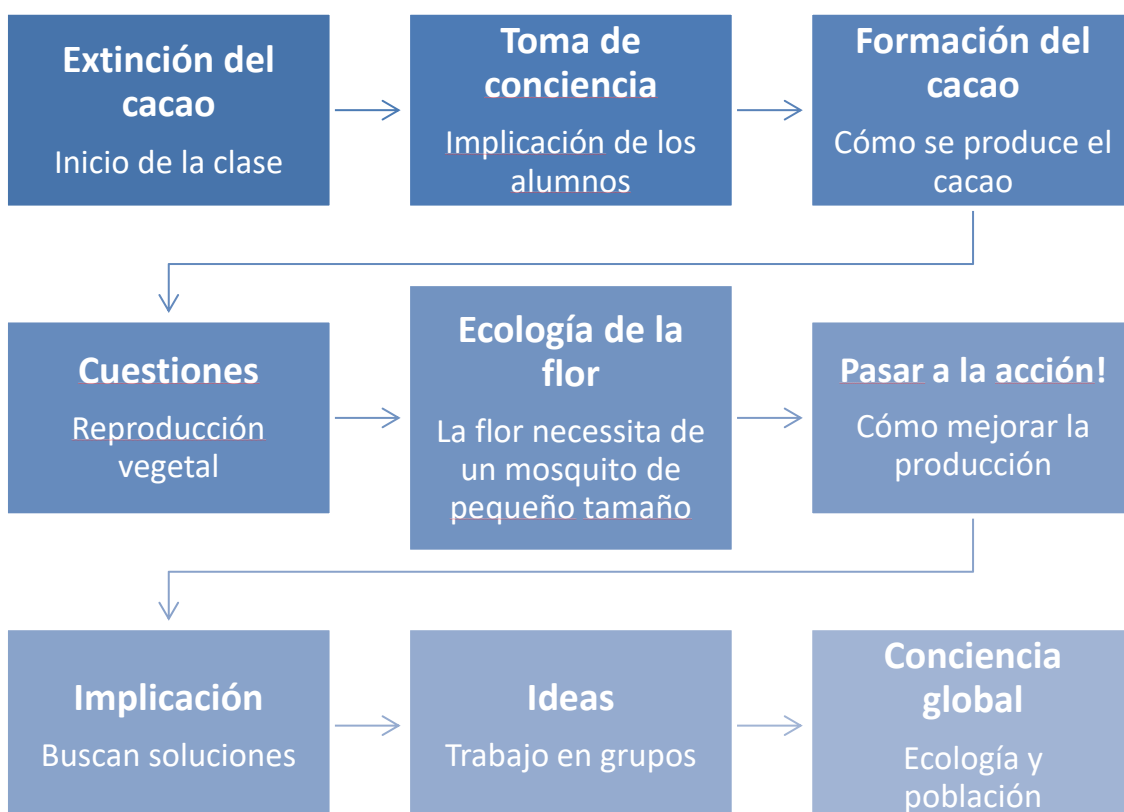 Extinción del
cacao
Inicio de la clase
Toma de
conciencia
Implicación de los
alumnos
Formación del
cacao
Cómo se produce el
cacao
Cuestiones
Reproducción
vegetal
Ecología de la
flor
La flor necessita de
un mosquito de
pequeño tamaño
Pasar a la acción!
Cómo mejorar la
producción
Implicación
Buscan soluciones
Ideas
Trabajo en grupos
Conciencia
global
Ecología y
población